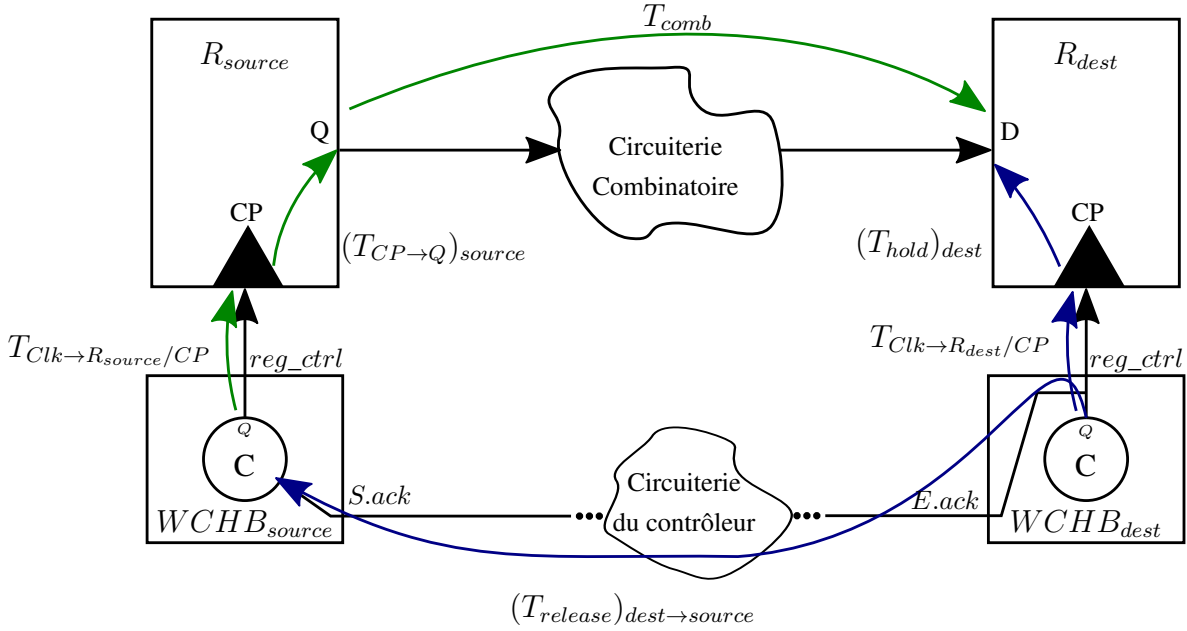 T_{comb}
R_{source}
R_{dest}
Q
D
Circuiterie
Combinatoire
CP
CP
(T_{CP→Q})_{source}
(T_{hold})_{dest}
T_{Clk→R_{source}/CP}
reg_ctrl
T_{Clk→R_{dest}/CP}
reg_ctrl
Q
C
Q
C
S.ack
Circuiterie
du contrôleur
E.ack
WCHB_{source}
WCHB_{dest}
(T_{release})_{dest→source}